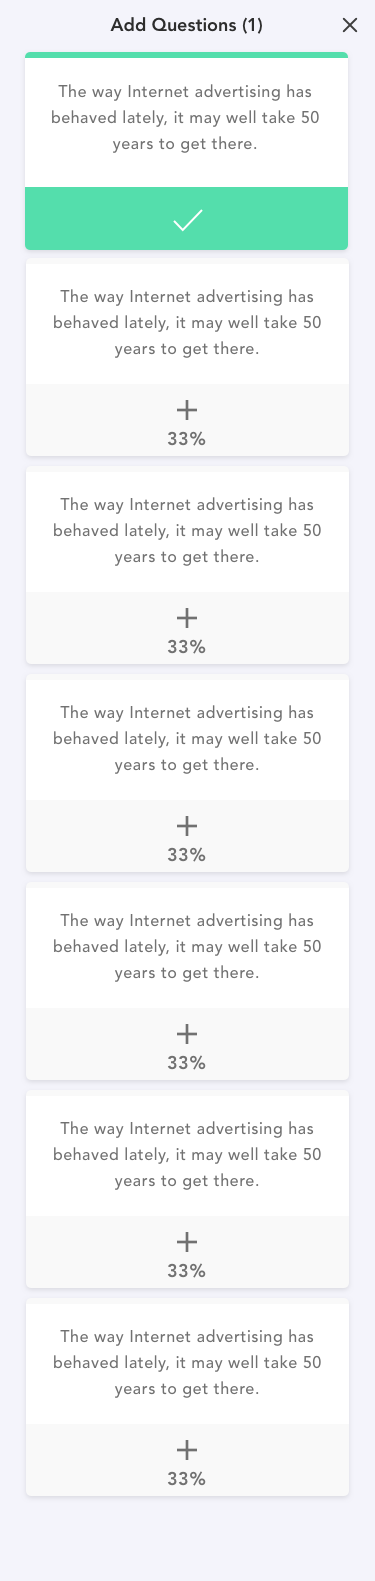 Add Questions (1)
The way Internet advertising has
behaved lately, it may well take 50
years to get there.
The way Internet advertising has
behaved lately, it may well take 50
years to get there.
33%
The way Internet advertising has
behaved lately, it may well take 50
years to get there.
33%
The way Internet advertising has
behaved lately, it may well take 50
years to get there.
33%
The way Internet advertising has
behaved lately, it may well take 50
years to get there.
33%
The way Internet advertising has
behaved lately, it may well take 50
years to get there.
33%
The way Internet advertising has
behaved lately, it may well take 50
years to get there.
33%